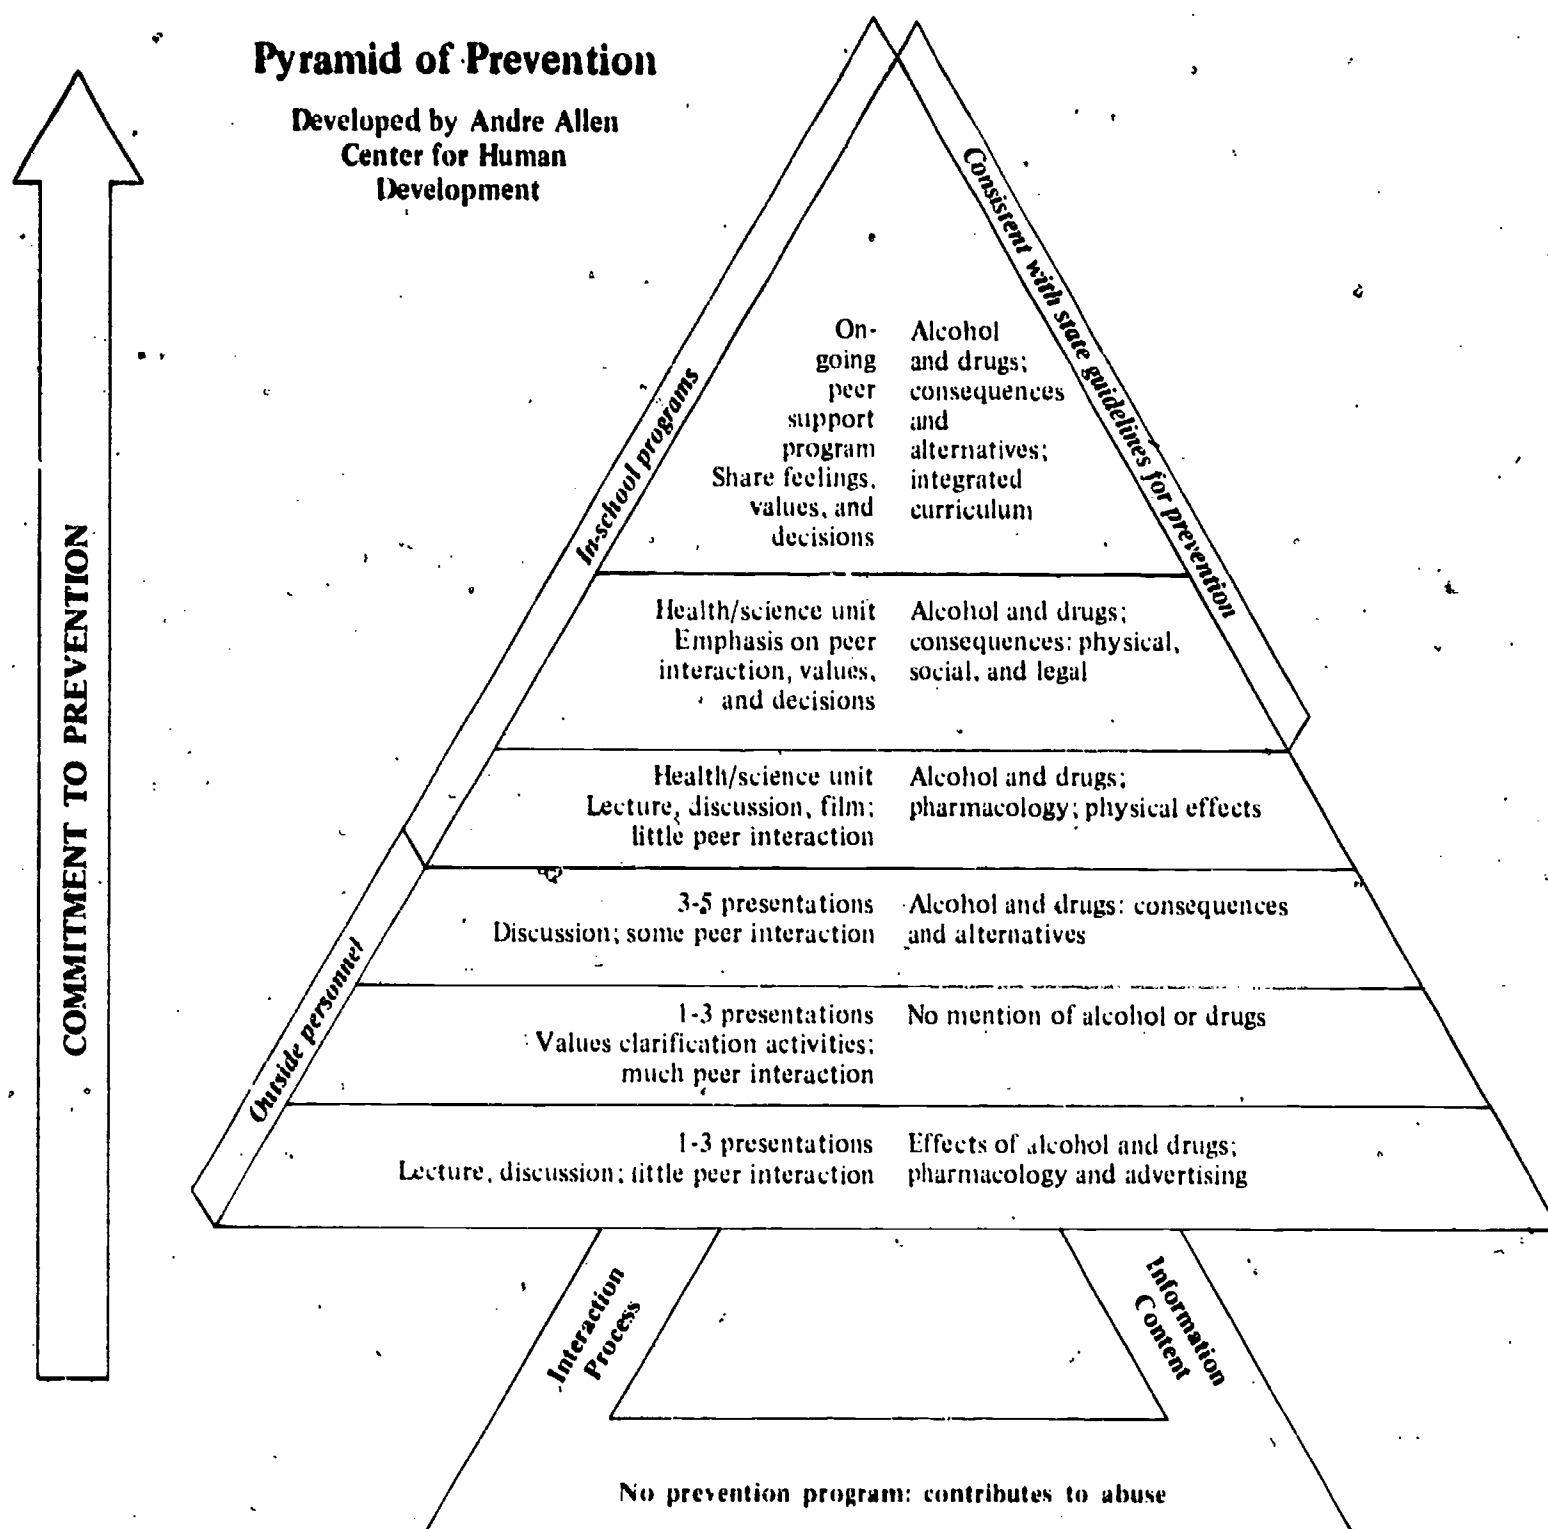 Pyramid of Prevention
Developed by Andre Allen
Center for Human
Development
COMMITMENT TO PREVENTION
In-school programs
Outside personnel
Consistent with state guidelines for prevention
On-
going
peer
support
program
Share feelings,
values, and
decisions
Alcohol
and drugs;
consequences
and
alternatives;
integrated
curriculum
Health/science unit
Emphasis on peer
interaction, values,
and decisions
Alcohol and drugs;
consequences: physical,
social, and legal
Health/science unit
Lecture, discussion, film;
little peer interaction
Alcohol and drugs;
pharmacology; physical effects
3-5 presentations
Discussion; some peer interaction
Alcohol and drugs: consequences
and alternatives
1-3 presentations
Values clarification activities;
much peer interaction
No mention of alcohol or drugs
1-3 presentations
Lecture, discussion; little peer interaction
Effects of alcohol and drugs;
pharmacology and advertising
Interaction
Process
Information
Content
No prevention program: contributes to abuse